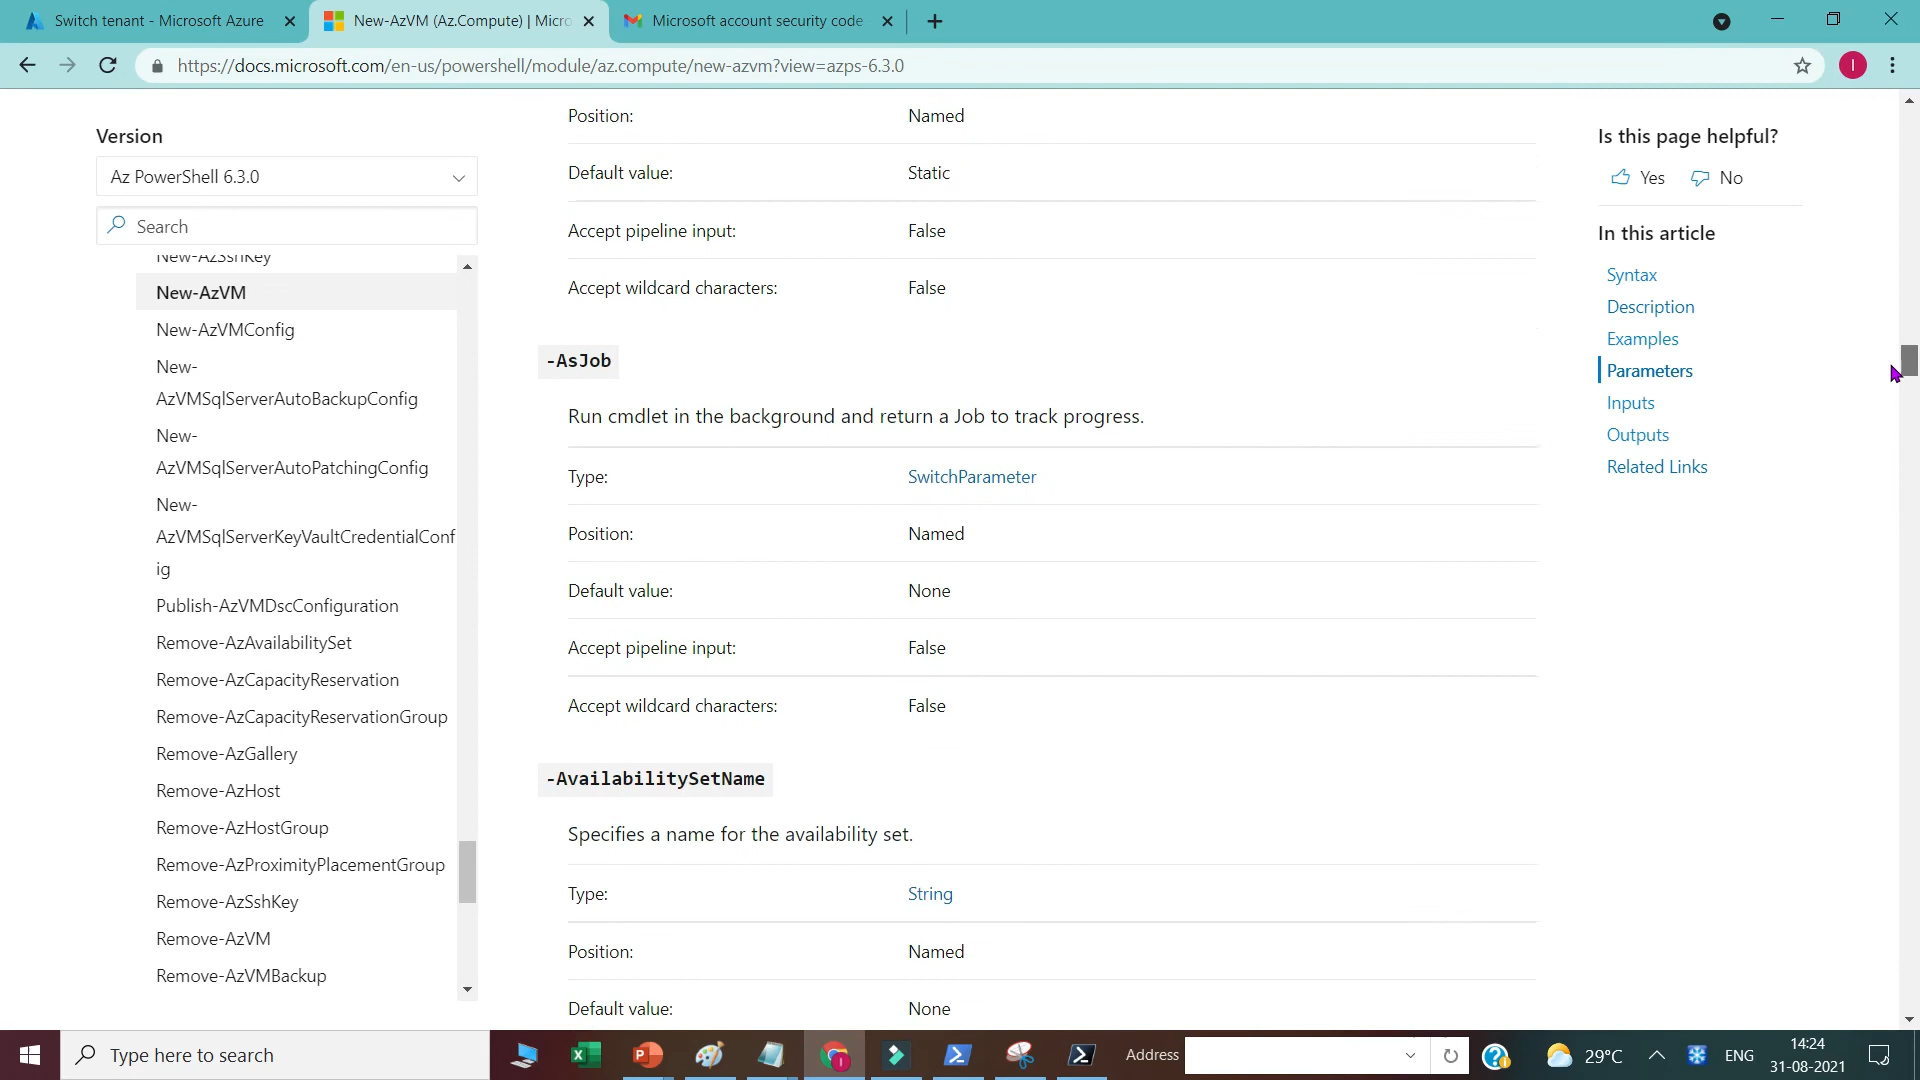 Switch tenant - Microsoft Azure
New-AzVM (Az.Compute) | Micro
Microsoft account security code
https://docs.microsoft.com/en-us/powershell/module/az.compute/new-azvm?view=azps-6.3.0
I
Version
Az PowerShell 6.3.0
Search
New-AzSshKey
New-AzVM
New-AzVMConfig
New-
AzVMSqlServerAutoBackupConfig
New-
AzVMSqlServerAutoPatchingConfig
New-
AzVMSqlServerKeyVaultCredentialConf
ig
Publish-AzVMDscConfiguration
Remove-AzAvailabilitySet
Remove-AzCapacityReservation
Remove-AzCapacityReservationGroup
Remove-AzGallery
Remove-AzHost
Remove-AzHostGroup
Remove-AzProximityPlacementGroup
Remove-AzSshKey
Remove-AzVM
Remove-AzVMBackup
Position: Named
Default value: Static
Accept pipeline input: False
Accept wildcard characters: False
-AsJob
Run cmdlet in the background and return a Job to track progress.
Type: SwitchParameter
Position: Named
Default value: None
Accept pipeline input: False
Accept wildcard characters: False
-AvailabilitySetName
Specifies a name for the availability set.
Type: String
Position: Named
Default value: None
Is this page helpful?
Yes No
In this article
Syntax
Description
Examples
Parameters
Inputs
Outputs
Related Links
Type here to search
Address
29°C
ENG
14:24
31-08-2021